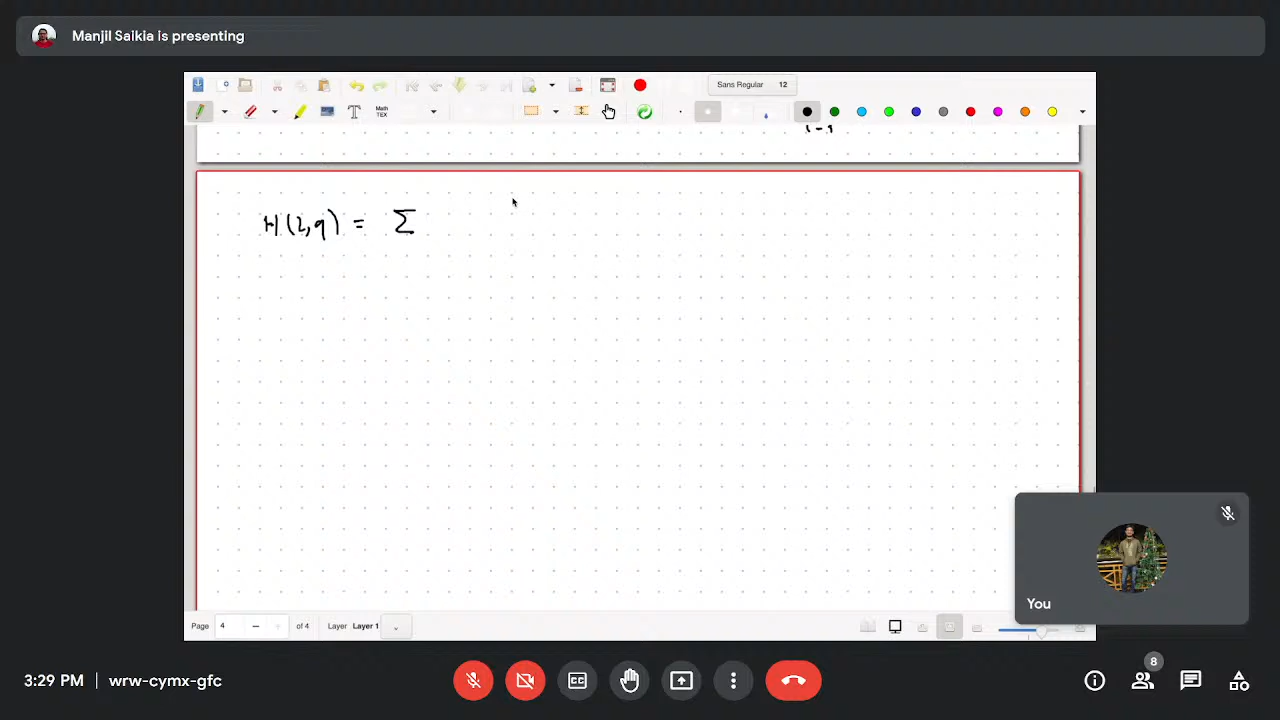 Manjil Saikia is presenting
Sans Regular 12
Math
TEX
H(2,q) = Σ
You
Page 4 of 4 Layer Layer 1
3:29 PM | wrw-cymx-gfc
8